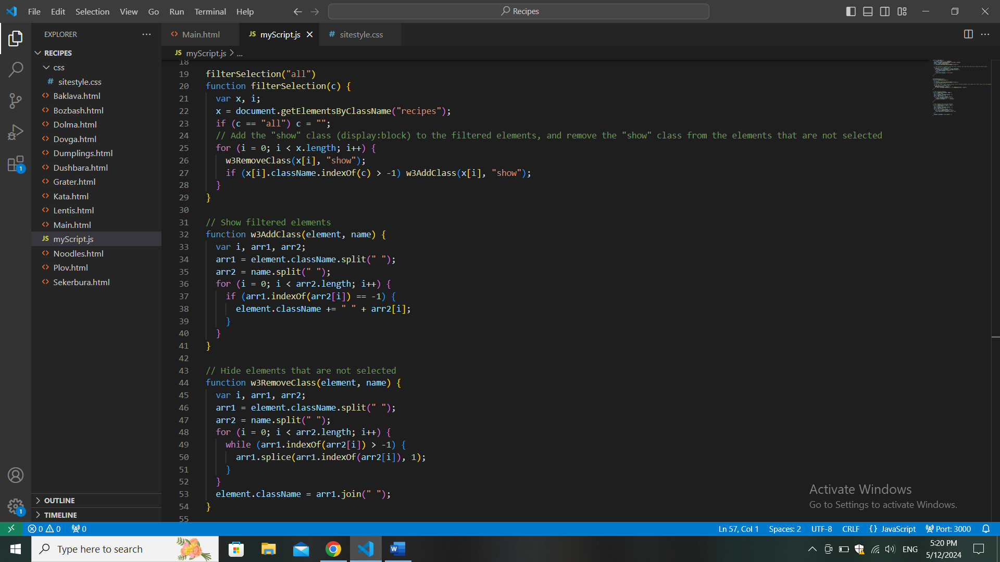 File Edit Selection View Go Run Terminal Help
Recipes
EXPLORER
Main.html
JS myScript.js
# sitestyle.css
RECIPES
JS myScript.js > ...
css
# sitestyle.css
Baklava.html
Bozbash.html
Dolma.html
Dovga.html
Dumplings.html
Dushbara.html
Grater.html
Kata.html
Lentis.html
Main.html
JS myScript.js
Noodles.html
Plov.html
Sekerbura.html
OUTLINE
TIMELINE
1
1
18
19 filterSelection("all")
20 function filterSelection(c) {
21 var x, i;
22 x = document.getElementsByClassName("recipes");
23 if (c == "all") c = "";
24 // Add the "show" class (display:block) to the filtered elements, and remove the "show" class from the elements that are not selected
25 for (i = 0; i < x.length; i++) {
26 w3RemoveClass(x[i], "show");
27 if (x[i].className.indexOf(c) > -1) w3AddClass(x[i], "show");
28 }
29 }
30
31 // Show filtered elements
32 function w3AddClass(element, name) {
33 var i, arr1, arr2;
34 arr1 = element.className.split(" ");
35 arr2 = name.split(" ");
36 for (i = 0; i < arr2.length; i++) {
37 if (arr1.indexOf(arr2[i]) == -1) {
38 element.className += " " + arr2[i];
39 }
40 }
41 }
42
43 // Hide elements that are not selected
44 function w3RemoveClass(element, name) {
45 var i, arr1, arr2;
46 arr1 = element.className.split(" ");
47 arr2 = name.split(" ");
48 for (i = 0; i < arr2.length; i++) {
49 while (arr1.indexOf(arr2[i]) > -1) {
50 arr1.splice(arr1.indexOf(arr2[i]), 1);
51 }
52 }
53 element.className = arr1.join(" ");
54 }
55
Activate Windows
Go to Settings to activate Windows.
0 0 0
Ln 57, Col 1 Spaces: 2 UTF-8 CRLF {} JavaScript Port: 3000
Type here to search
W
ENG
5:20 PM
5/12/2024